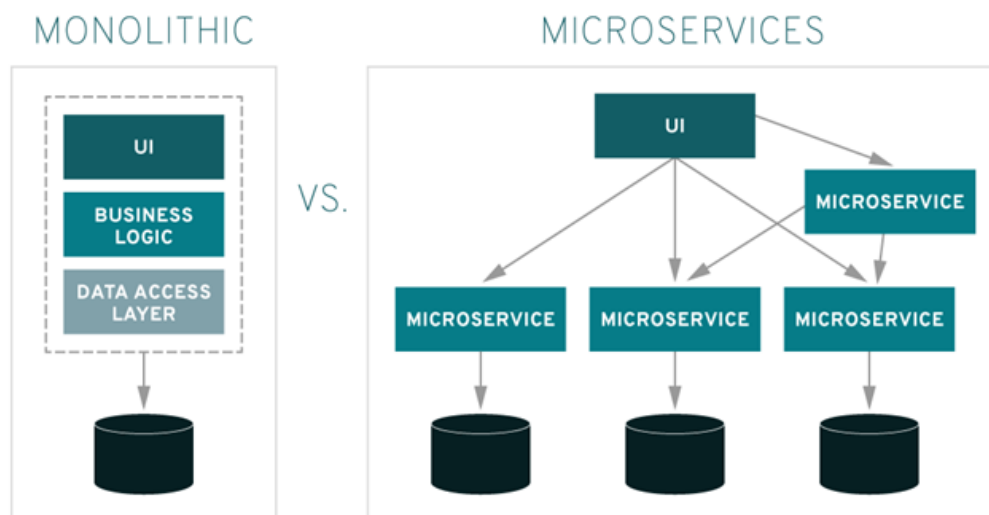 MONOLITHIC
UI
BUSINESS
LOGIC
DATA ACCESS
LAYER
VS.
MICROSERVICES
UI
MICROSERVICE
MICROSERVICE
MICROSERVICE
MICROSERVICE